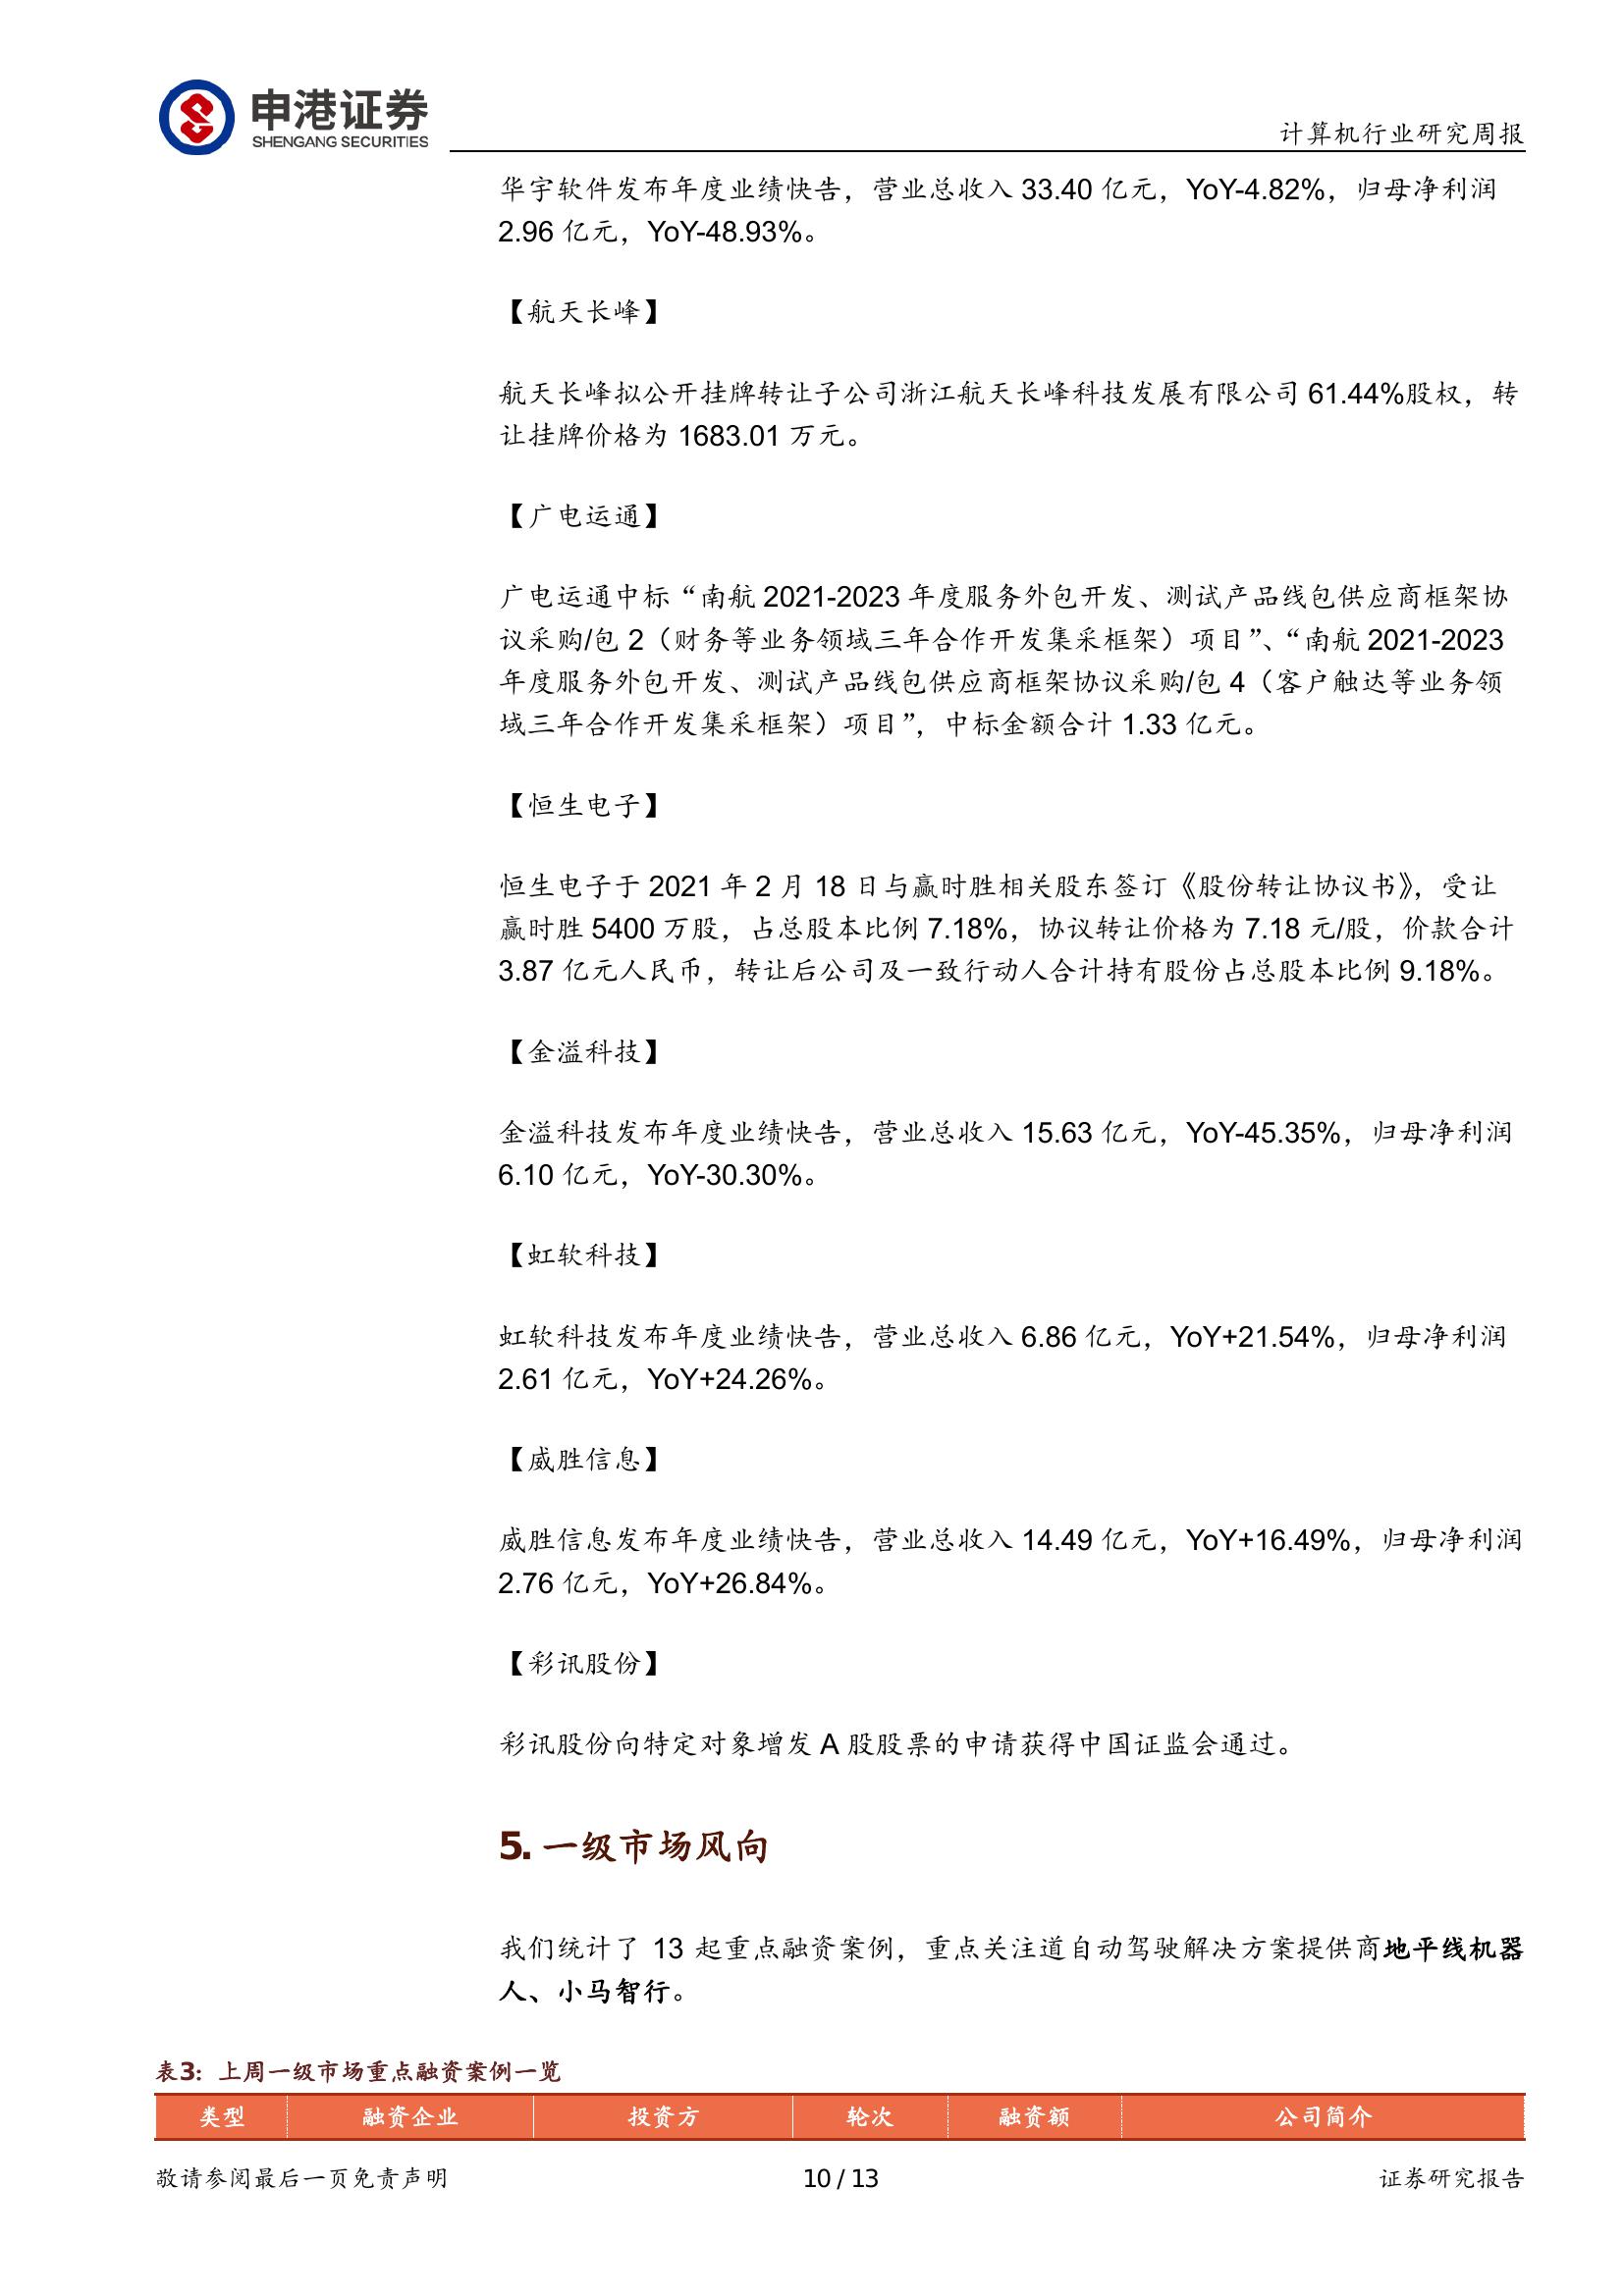 申港证券
SHENGANG SECURITIES
计算机行业研究周报
华宇软件发布年度业绩快告，营业总收入 33.40 亿元，YoY-4.82%，归母净利润
2.96 亿元，YoY-48.93%。
【航天长峰】
航天长峰拟公开挂牌转让子公司浙江航天长峰科技发展有限公司 61.44%股权，转
让挂牌价格为 1683.01 万元。
【广电运通】
广电运通中标“南航 2021-2023 年度服务外包开发、测试产品线包供应商框架协
议采购/包 2（财务等业务领域三年合作开发集采框架）项目”、“南航 2021-2023
年度服务外包开发、测试产品线包供应商框架协议采购/包 4（客户触达等业务领
域三年合作开发集采框架）项目”，中标金额合计 1.33 亿元。
【恒生电子】
恒生电子于 2021 年 2 月 18 日与赢时胜相关股东签订《股份转让协议书》，受让
赢时胜 5400 万股，占总股本比例 7.18%，协议转让价格为 7.18 元/股，价款合计
3.87 亿元人民币，转让后公司及一致行动人合计持有股份占总股本比例 9.18%。
【金溢科技】
金溢科技发布年度业绩快告，营业总收入 15.63 亿元，YoY-45.35%，归母净利润
6.10 亿元，YoY-30.30%。
【虹软科技】
虹软科技发布年度业绩快告，营业总收入 6.86 亿元，YoY+21.54%，归母净利润
2.61 亿元，YoY+24.26%。
【威胜信息】
威胜信息发布年度业绩快告，营业总收入 14.49 亿元，YoY+16.49%，归母净利润
2.76 亿元，YoY+26.84%。
【彩讯股份】
彩讯股份向特定对象增发 A 股股票的申请获得中国证监会通过。
5. 一级市场风向
我们统计了 13 起重点融资案例，重点关注道自动驾驶解决方案提供商地平线机器
人、小马智行。
表3：上周一级市场重点融资案例一览
类型 融资企业 投资方 轮次 融资额 公司简介
敬请参阅最后一页免责声明 10 / 13 证券研究报告